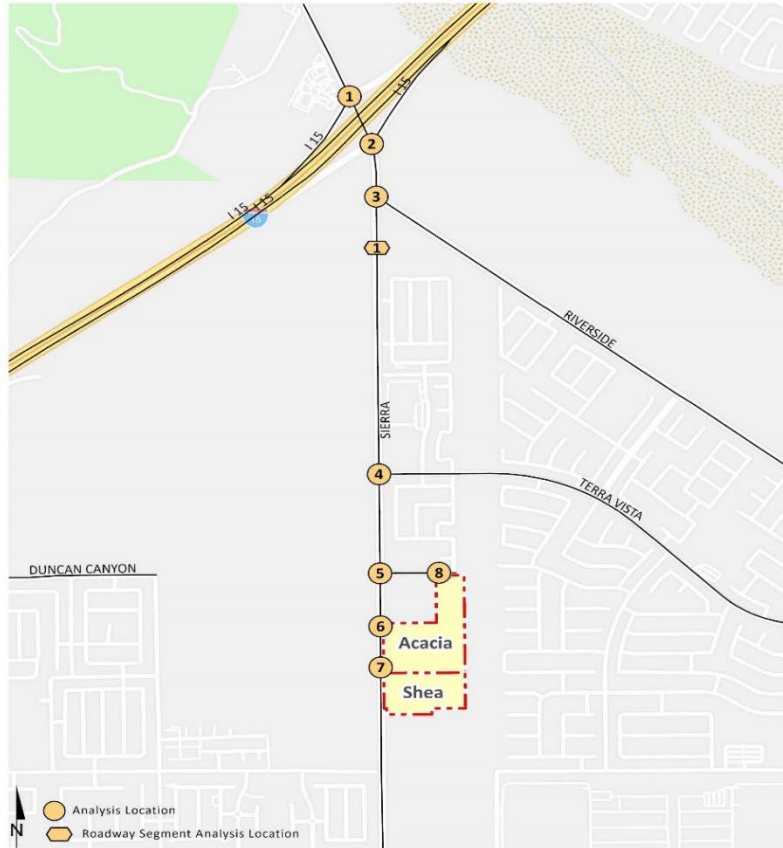 1
I 15
I 15
2
I 15
I 15
3
1
RIVERSIDE
SIERRA
4
TERRA VISTA
DUNCAN CANYON
5
8
6
Acacia
7
Shea
Analysis Location
N
Roadway Segment Analysis Location